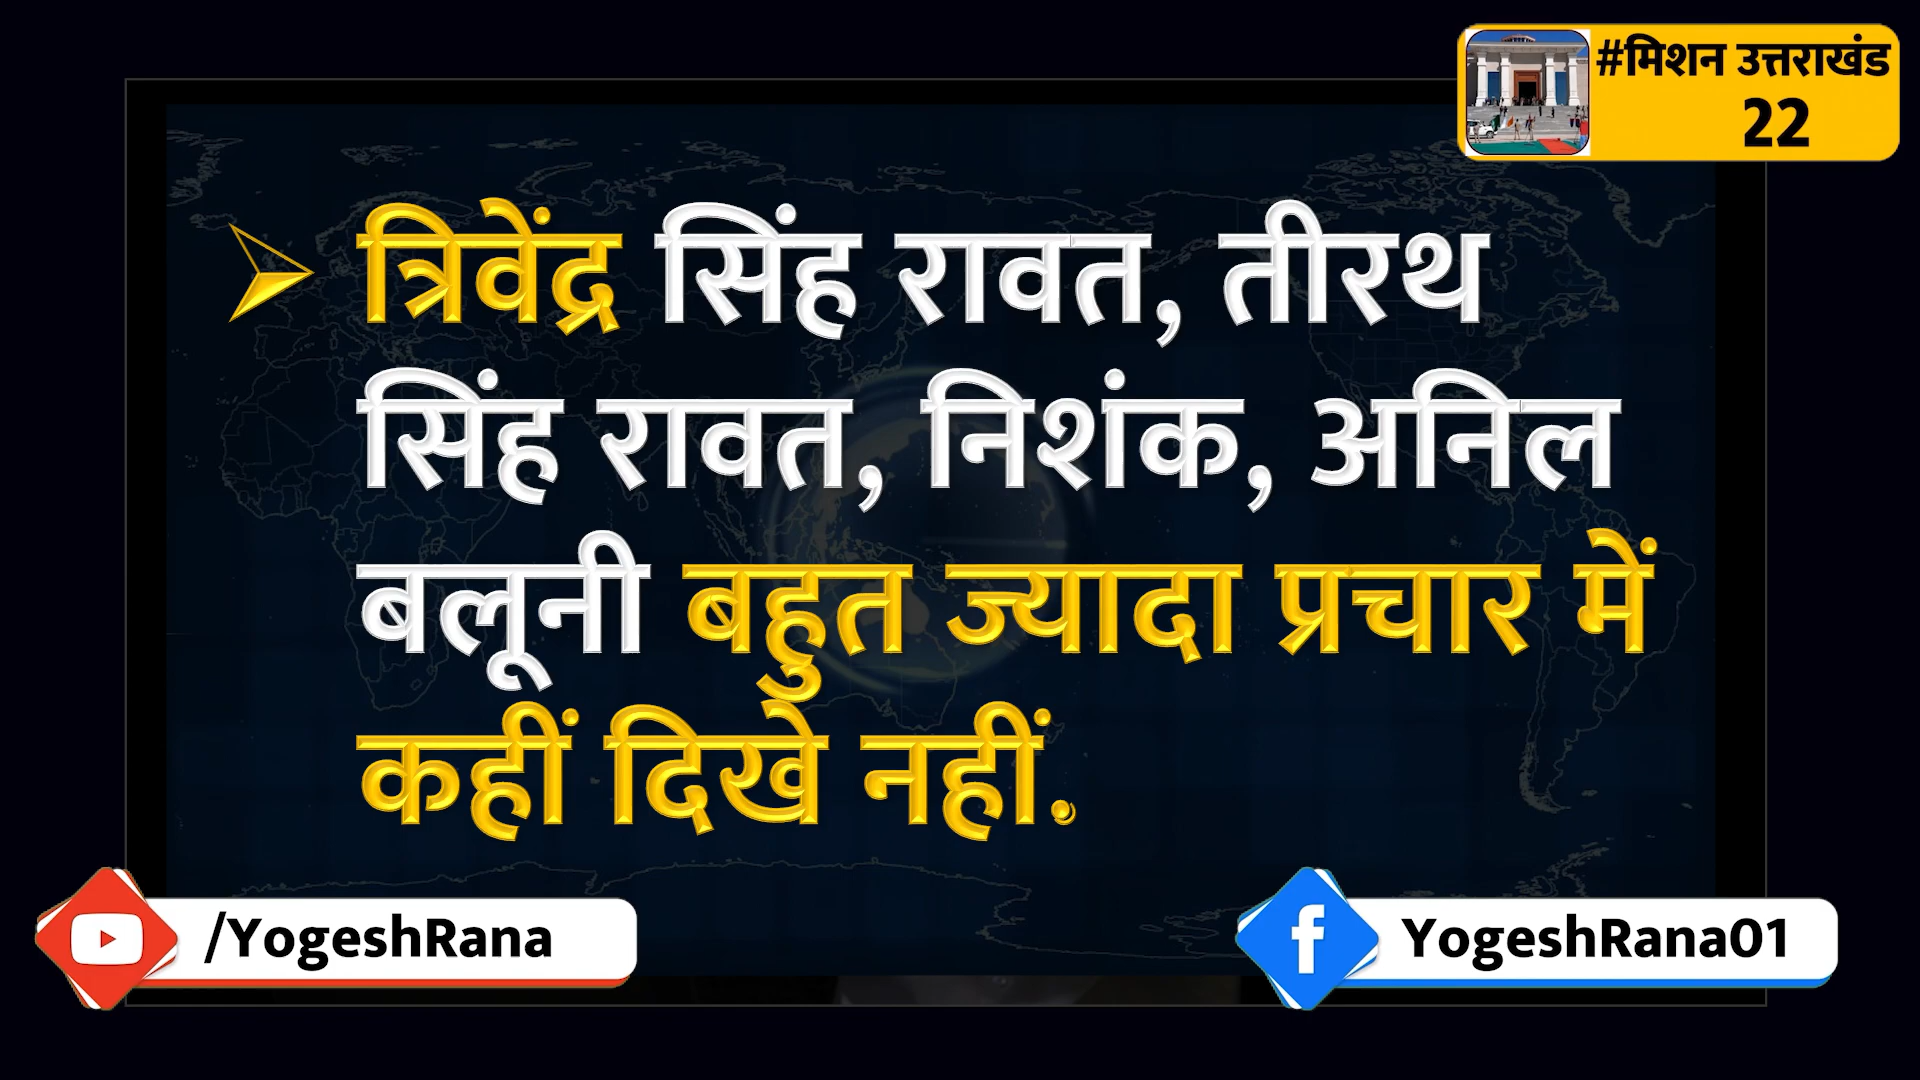 #मिशन उत्तराखंड
22
त्रिवेंद्र सिंह रावत, तीरथ
सिंह रावत, निशंक, अनिल
बलूनी बहुत ज्यादा प्रचार में
कहीं दिखे नहीं.
/YogeshRana
YogeshRana01